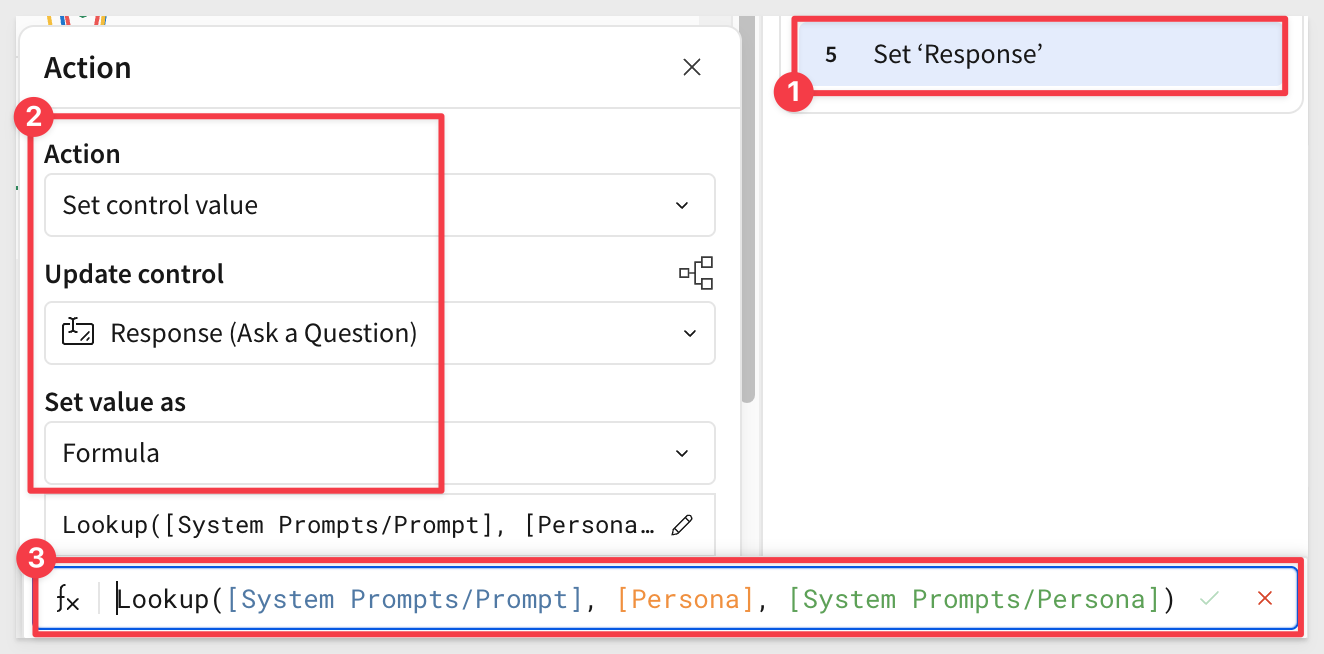 Action
5 Set ‘Response’
1
2
Action
Set control value
Update control
Response (Ask a Question)
Set value as
Formula
Lookup([System Prompts/Prompt], [Persona…
3
fx Lookup([System Prompts/Prompt], [Persona], [System Prompts/Persona])